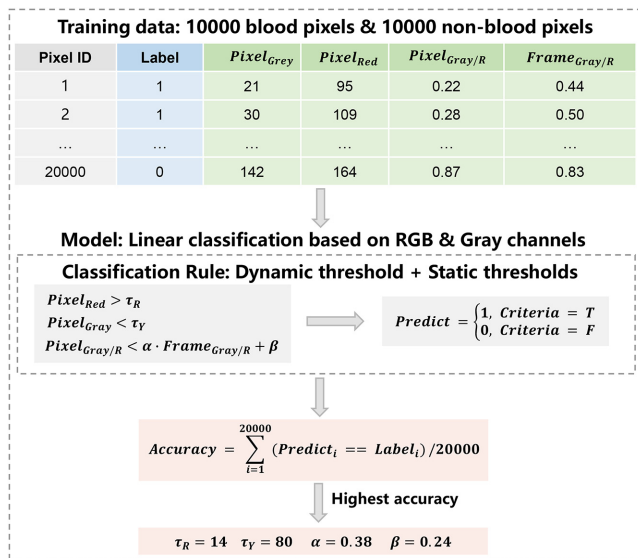 Training data: 10000 blood pixels & 10000 non-blood pixels
Pixel ID Label Pixel_Grey Pixel_Red Pixel_Gray/R Frame_Gray/R
1 1 21 95 0.22 0.44
2 1 30 109 0.28 0.50
... ... ... ... ... ...
20000 0 142 164 0.87 0.83
Model: Linear classification based on RGB & Gray channels
Classification Rule: Dynamic threshold + Static thresholds
Pixel_Red > τ_R
Pixel_Gray < τ_Y
Pixel_Gray/R < α · Frame_Gray/R + β
Predict = {1, Criteria = T
0, Criteria = F
Accuracy = ∑_{i=1}^{20000} (Predict_i == Label_i)/20000
Highest accuracy
τ_R = 14 τ_Y = 80 α = 0.38 β = 0.24